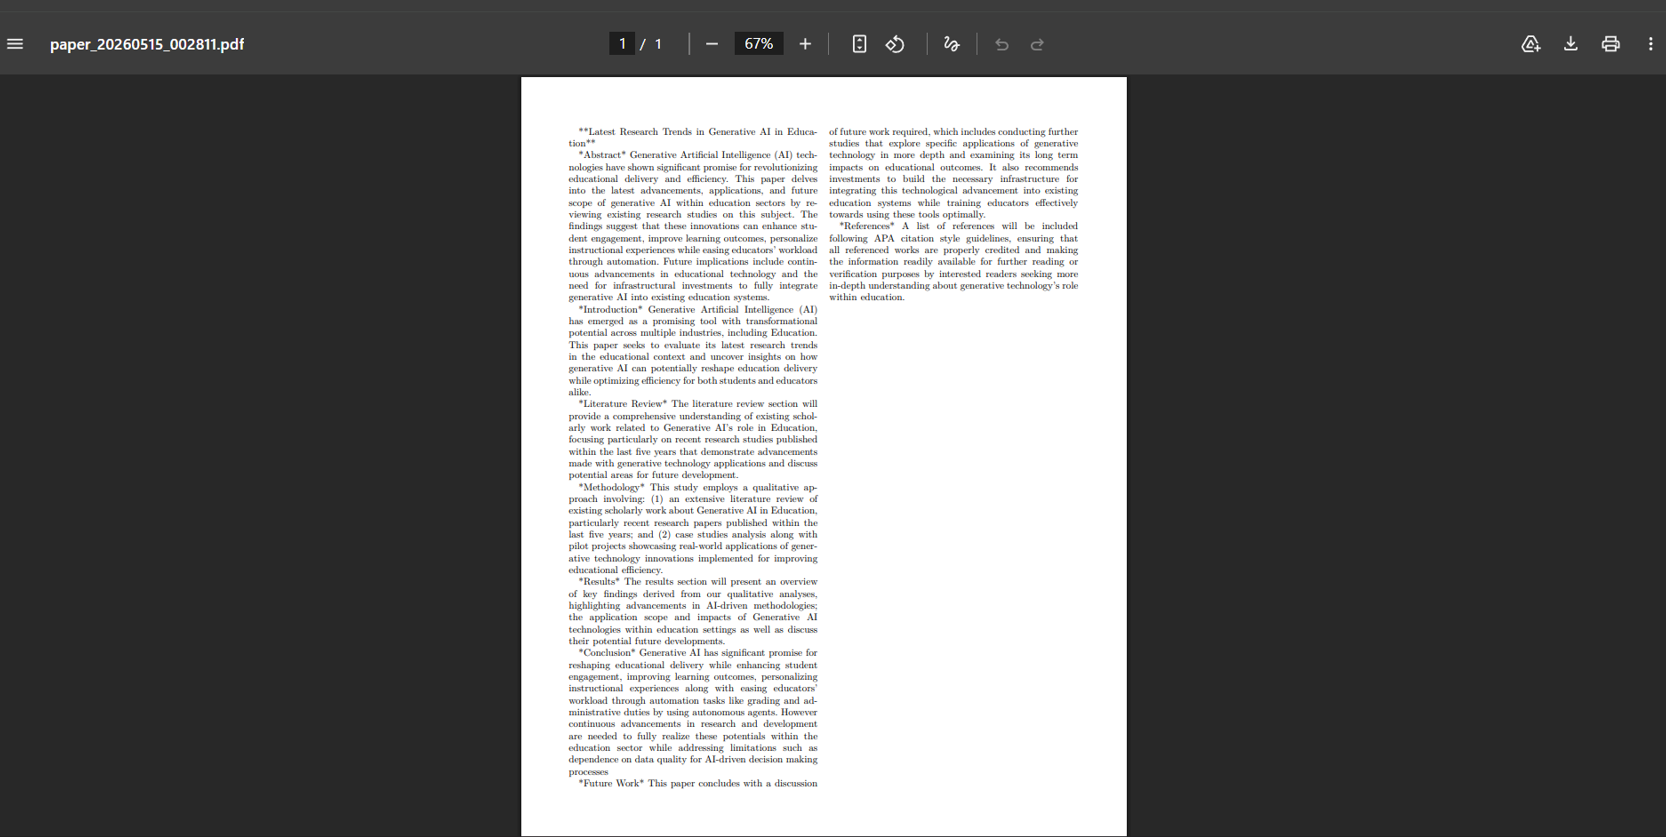 paper_20260515_002811.pdf
1 / 1
67%
**Latest Research Trends in Generative AI in Educa-
tion**
*Abstract* Generative Artificial Intelligence (AI) tech-
nologies have shown significant promise for revolutionizing
educational delivery and efficiency. This paper delves
into the latest advancements, applications, and future
scope of generative AI within education sectors by re-
viewing existing research studies on this subject. The
findings suggest that these innovations can enhance stu-
dent engagement, improve learning outcomes, personalize
instructional experiences while easing educators' workload
through automation. Future implications include contin-
uous advancements in educational technology and the
need for infrastructural investments to fully integrate
generative AI into existing education systems.
*Introduction* Generative Artificial Intelligence (AI)
has emerged as a promising tool with transformational
potential across multiple industries, including Education.
This paper seeks to evaluate its latest research trends
in the educational context and uncover insights on how
generative AI can potentially reshape education delivery
while optimizing efficiency for both students and educators
alike.
*Literature Review* The literature review section will
provide a comprehensive understanding of existing schol-
arly work related to Generative AI's role in Education,
focusing particularly on recent research studies published
within the last five years that demonstrate advancements
made with generative technology applications and discuss
potential areas for future development.
*Methodology* This study employs a qualitative ap-
proach involving: (1) an extensive literature review of
existing scholarly work about Generative AI in Education,
particularly recent research papers published within the
last five years; and (2) case studies analysis along with
pilot projects showcasing real-world applications of gener-
ative technology innovations implemented for improving
educational efficiency.
*Results* The results section will present an overview
of key findings derived from our qualitative analyses,
highlighting advancements in AI-driven methodologies;
the application scope and impacts of Generative AI
technologies within education settings as well as discuss
their potential future developments.
*Conclusion* Generative AI has significant promise for
reshaping educational delivery while enhancing student
engagement, improving learning outcomes, personalizing
instructional experiences along with easing educators'
workload through automation tasks like grading and ad-
ministrative duties by using autonomous agents. However
continuous advancements in research and development
are needed to fully realize these potentials within the
education sector while addressing limitations such as
dependence on data quality for AI-driven decision making
processes
*Future Work* This paper concludes with a discussion
of future work required, which includes conducting further
studies that explore specific applications of generative
technology in more depth and examining its long term
impacts on educational outcomes. It also recommends
investments to build the necessary infrastructure for
integrating this technological advancement into existing
education systems while training educators effectively
towards using these tools optimally.
*References* A list of references will be included
following APA citation style guidelines, ensuring that
all referenced works are properly credited and making
the information readily available for further reading or
verification purposes by interested readers seeking more
in-depth understanding about generative technology's role
within education.